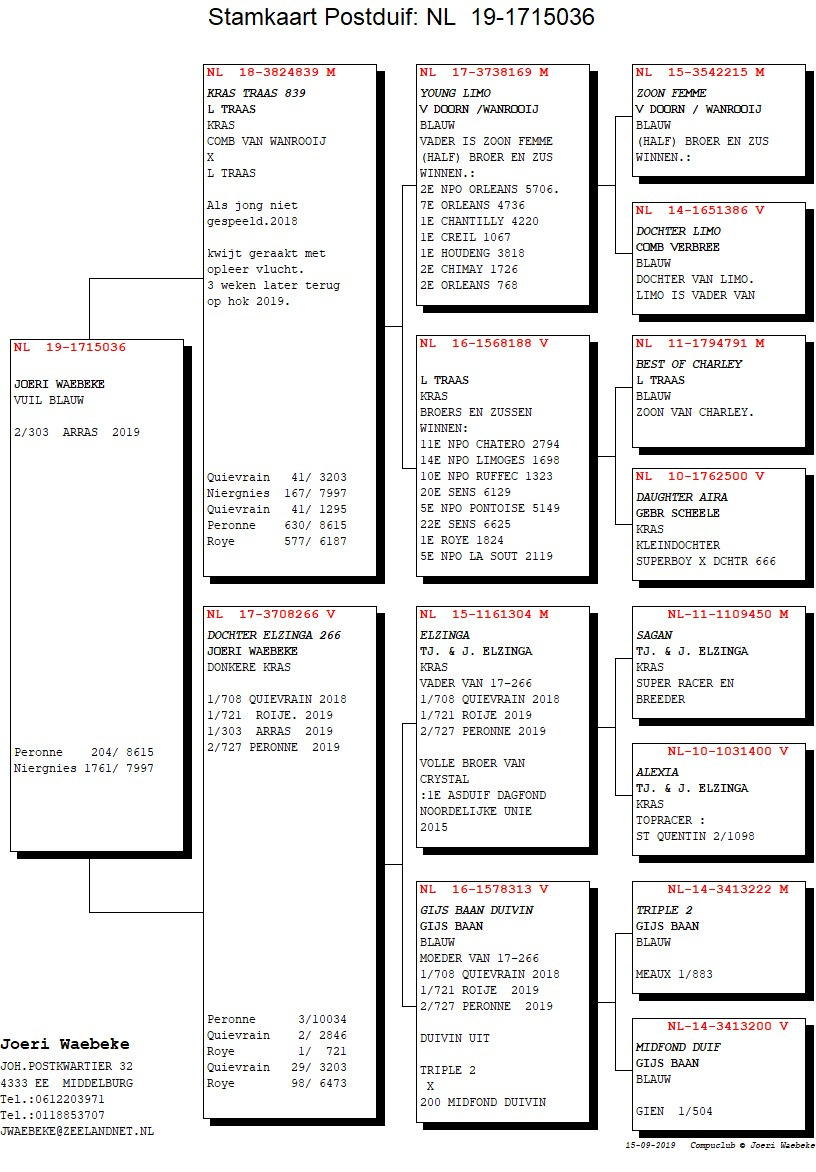 Stamkaart Postduif: NL 19-1715036
NL 19-1715036
JOERI WAEBEKE
VUIL BLAUW
2/303 ARRAS 2019
Peronne 204/ 8615
Niergnies 1761/ 7997
NL 18-3824839 M
KRAS TRAAS 839
L TRAAS
KRAS
COMB VAN WANROOIJ
X
L TRAAS
Als jong niet
gespeeld.2018
kwijt geraakt met
opleer vlucht.
3 weken later terug
op hok 2019.
Quievrain 41/ 3203
Niergnies 167/ 7997
Quievrain 41/ 1295
Peronne 630/ 8615
Roye 577/ 6187
NL 17-3708266 V
DOCHTER ELZINGA 266
JOERI WAEBEKE
DONKERE KRAS
1/708 QUIEVRAIN 2018
1/721 ROIJE. 2019
1/303 ARRAS 2019
2/727 PERONNE 2019
Peronne 3/10034
Quievrain 2/ 2846
Roye 1/ 721
Quievrain 29/ 3203
Roye 98/ 6473
NL 17-3738169 M
YOUNG LIMO
V DOORN /WANROOIJ
BLAUW
VADER IS ZOON FEMME
(HALF) BROER EN ZUS
WINNEN.:
2E NPO ORLEANS 5706.
7E ORLEANS 4736
1E CHANTILLY 4220
1E CREIL 1067
1E HOUDENG 3818
2E CHIMAY 1726
2E ORLEANS 768
NL 16-1568188 V
L TRAAS
KRAS
BROERS EN ZUSSEN
WINNEN:
11E NPO CHATERO 2794
14E NPO LIMOGES 1698
10E NPO RUFFEC 1323
20E SENS 6129
5E NPO PONTOISE 5149
22E SENS 6625
1E ROYE 1824
5E NPO LA SOUT 2119
NL 15-1161304 M
ELZINGA
TJ. & J. ELZINGA
KRAS
VADER VAN 17-266
1/708 QUIEVRAIN 2018
1/721 ROIJE 2019
2/727 PERONNE 2019
VOLLE BROER VAN
CRYSTAL
:1E ASDUIF DAGFOND
NOORDELIJKE UNIE
2015
NL 16-1578313 V
GIJS BAAN DUIVIN
GIJS BAAN
BLAUW
MOEDER VAN 17-266
1/708 QUIEVRAIN 2018
1/721 ROIJE 2019
2/727 PERONNE 2019
DUIVIN UIT
TRIPLE 2
X
200 MIDFOND DUIVIN
NL 15-3542215 M
ZOON FEMME
V DOORN / WANROOIJ
BLAUW
(HALF) BROER EN ZUS
WINNEN.:
NL 14-1651386 V
DOCHTER LIMO
COMB VERBREE
BLAUW
DOCHTER VAN LIMO.
LIMO IS VADER VAN
NL 11-1794791 M
BEST OF CHARLEY
L TRAAS
BLAUW
ZOON VAN CHARLEY.
NL 10-1762500 V
DAUGHTER AIRA
GEBR SCHEELE
KRAS
KLEINDOCHTER
SUPERBOY X DCHTR 666
NL-11-1109450 M
SAGAN
TJ. & J. ELZINGA
KRAS
SUPER RACER EN
BREEDER
NL-10-1031400 V
ALEXIA
TJ. & J. ELZINGA
KRAS
TOPRACER :
ST QUENTIN 2/1098
NL-14-3413222 M
TRIPLE 2
GIJS BAAN
BLAUW
MEAUX 1/883
NL-14-3413200 V
MIDFOND DUIF
GIJS BAAN
BLAUW
GIEN 1/504
Joeri Waebeke
JOH.POSTKWARTIER 32
4333 EE MIDDELBURG
Tel.:0612203971
Tel.:0118853707
JWAEBEKE@ZEELANDNET.NL
15-09-2019 Compuclub © Joeri Waebeke